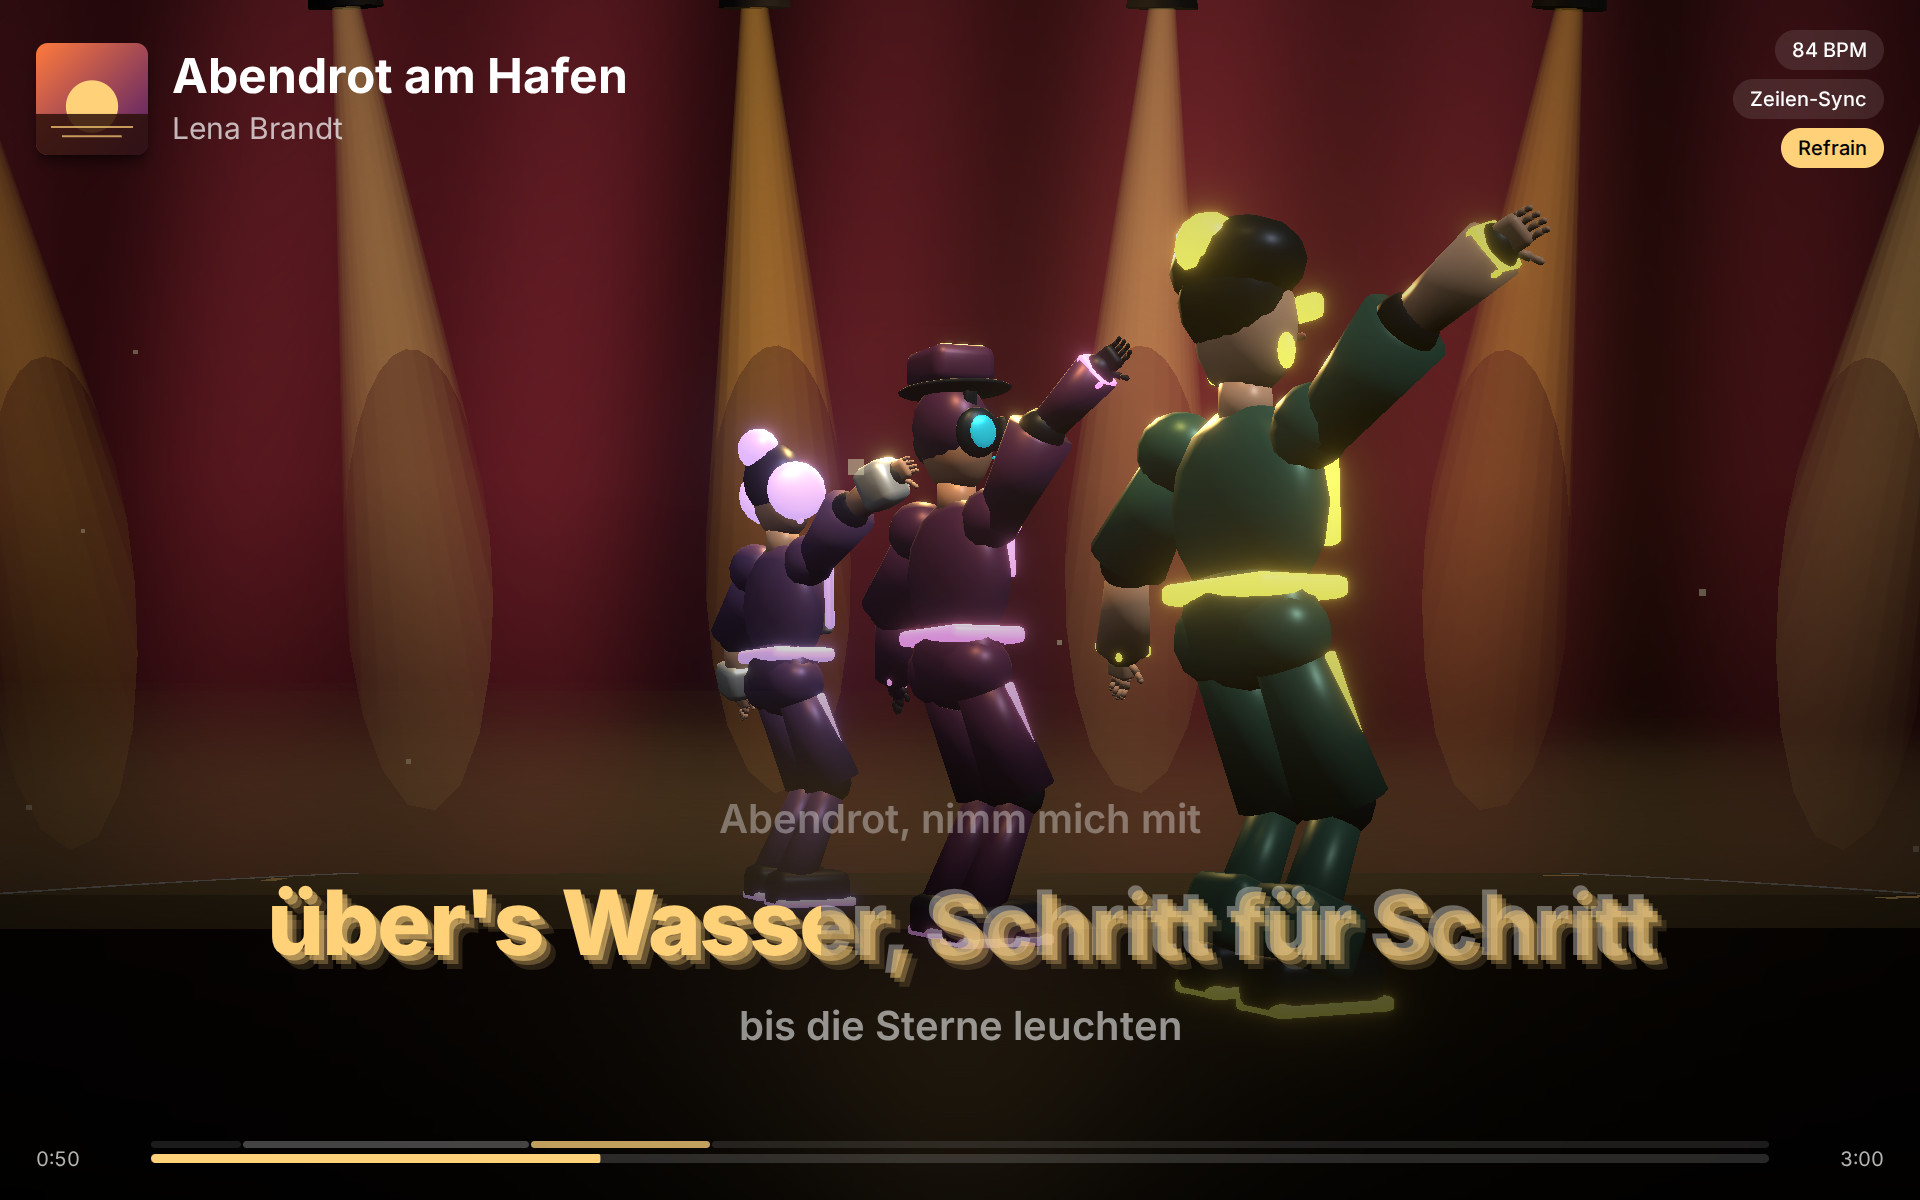 Abendrot am Hafen
Lena Brandt
84 BPM
Zeilen-Sync
Refrain
Abendrot, nimm mich mit
über's Wasser, Schritt für Schritt
bis die Sterne leuchten
0:50
3:00